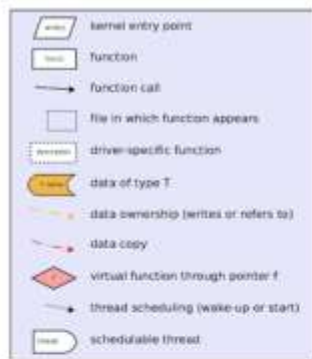 kernel entry point
function
function call
file in which function appears
driver-specific function
data of type T
data ownership (writes or refers to)
data copy
virtual function through pointer f
thread scheduling (wake-up or start)
schedulable thread